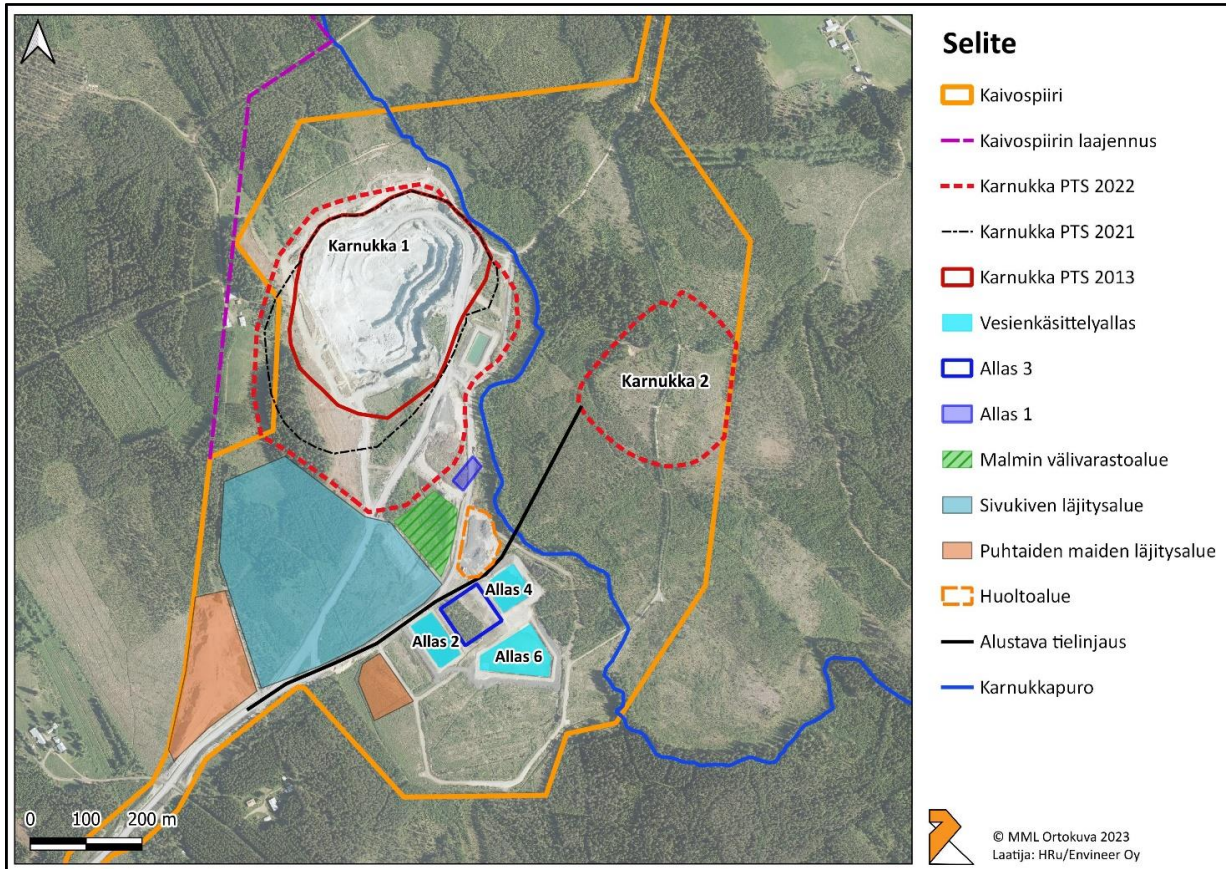 Karnukka 1
Karnukka 2
Allas 4
Allas 2
Allas 6
0 100 200 m
Selite
Kaivospiiri
Kaivospiirin laajennus
Karnukka PTS 2022
Karnukka PTS 2021
Karnukka PTS 2013
Vesienkäsittelyallas
Allas 3
Allas 1
Malmin välivarastoalue
Sivukiven läjitysalue
Puhtaiden maiden läjitysalue
Huoltoalue
Alustava tielinjaus
Karnukkapuro
© MML Ortokuva 2023
Laatija: HRu/Envineer Oy